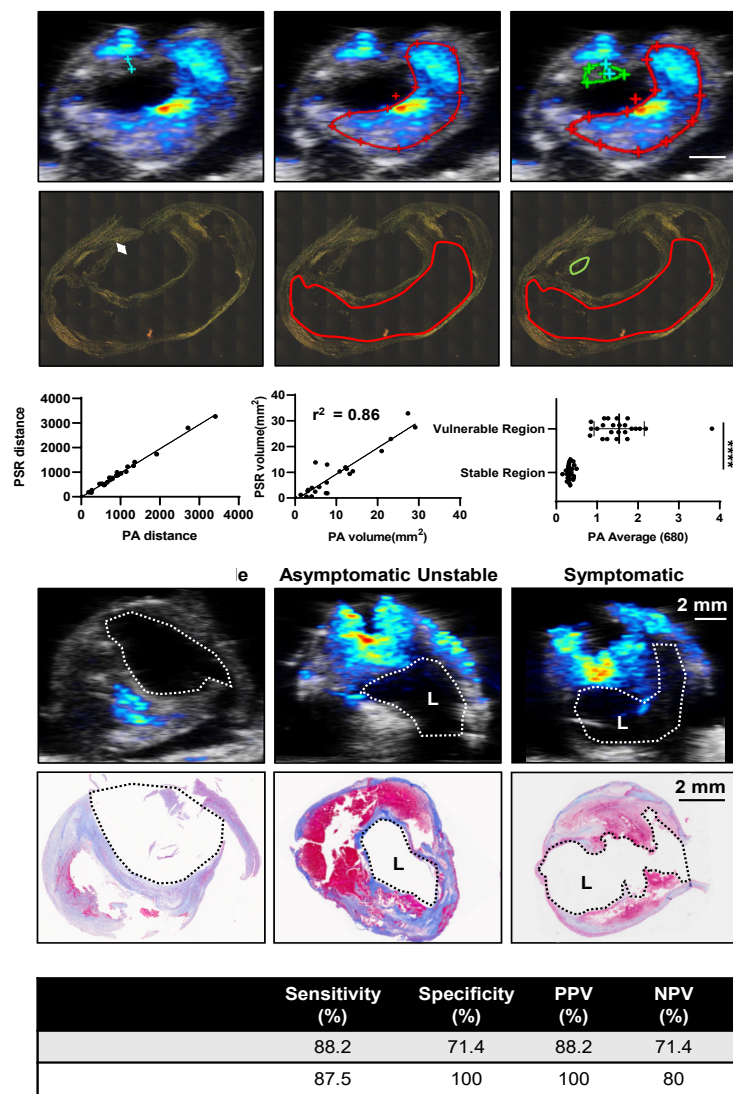 4000
3000
2000
1000
0
PSR distance
0 1000 2000 3000 4000
PA distance
40
30
20
10
0
PSR volume(mm²)
r² = 0.86
0 10 20 30 40
PA volume(mm²)
Vulnerable Region
Stable Region
****
0 1 2 3 4
PA Average (680)
e Asymptomatic Unstable Symptomatic
2 mm
L
L
2 mm
L
L
Sensitivity (%) Specificity (%) PPV (%) NPV (%)
88.2 71.4 88.2 71.4
87.5 100 100 80